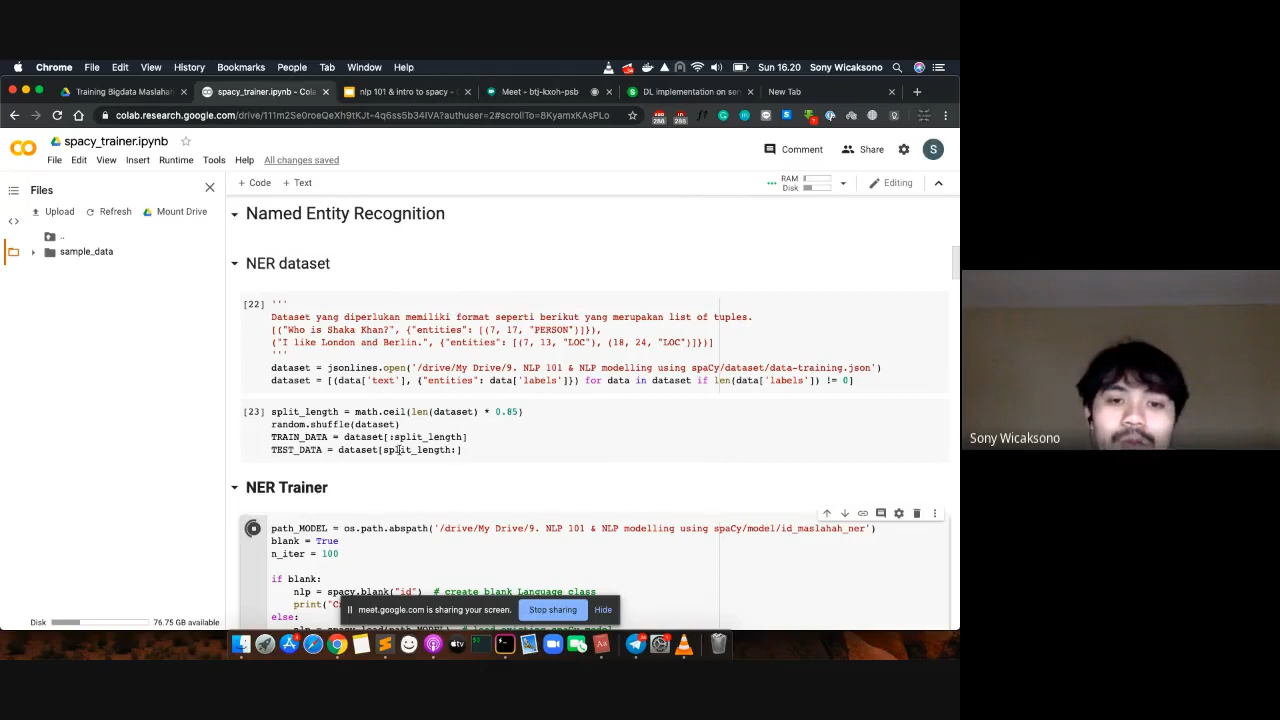 Chrome File Edit View History Bookmarks People Tab Window Help Sun 16.20 Sony Wicaksono
Training Bigdata Maslaha × spacy_trainer.ipynb - Cola × nlp 101 & intro to spacy - × Meet - btj-kxoh-psb × DL implementation on sen × New Tab × +
colab.research.google.com/drive/111m2Se0roeQeXh9tKJt-4q6ss5b34IVA?authuser=2#scrollTo=8KyamxKAsPLo
spacy_trainer.ipynb
Comment Share S
File Edit View Insert Runtime Tools Help All changes saved
+ Code + Text RAM Disk Editing
Files
Upload Refresh Mount Drive
..
sample_data
Named Entity Recognition
NER dataset
[22] '''
Dataset yang diperlukan memiliki format seperti berikut yang merupakan list of tuples.
[("Who is Shaka Khan?", {"entities": [(7, 17, "PERSON")]}),
("I like London and Berlin.", {"entities": [(7, 13, "LOC"), (18, 24, "LOC")]})]
'''
dataset = jsonlines.open('/drive/My Drive/9. NLP 101 & NLP modelling using spaCy/dataset/data-training.json')
dataset = [(data['text'], {"entities": data['labels']}) for data in dataset if len(data['labels']) != 0]
[23] split_length = math.ceil(len(dataset) * 0.85)
random.shuffle(dataset)
TRAIN_DATA = dataset[:split_length]
TEST_DATA = dataset[split_length:]
NER Trainer
path_MODEL = os.path.abspath('/drive/My Drive/9. NLP 101 & NLP modelling using spaCy/model/id_maslahah_ner')
blank = True
n_iter = 100
if blank:
nlp = spacy.blank("id") # create blank Language class
print("C
else:
meet.google.com is sharing your screen. Stop sharing Hide
Disk 76.75 GB available
Sony Wicaksono